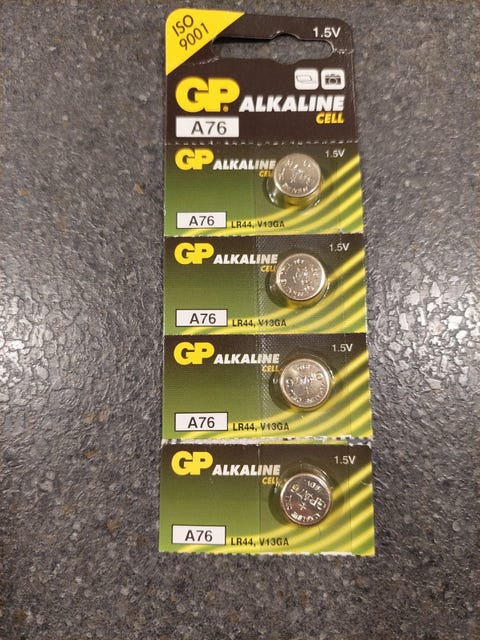 ISO
9001
1.5V
GP ALKALINE
CELL
A76
GP ALKALINE
CELL
1.5V
A76
LR44, V13GA
GP ALKALINE
CELL
1.5V
A76
LR44, V13GA
GP ALKALINE
CELL
1.5V
A76
LR44, V13GA
GP ALKALINE
CELL
1.5V
GPA76
A76
LR44, V13GA